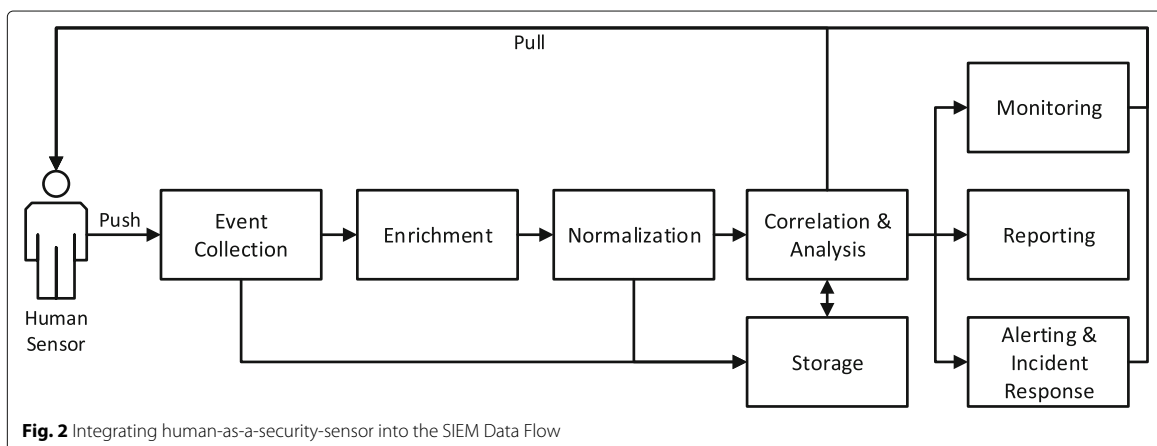 Pull
Monitoring
Push
Event
Collection
Enrichment
Normalization
Correlation &
Analysis
Reporting
Human
Sensor
Storage
Alerting &
Incident
Response
Fig. 2 Integrating human-as-a-security-sensor into the SIEM Data Flow